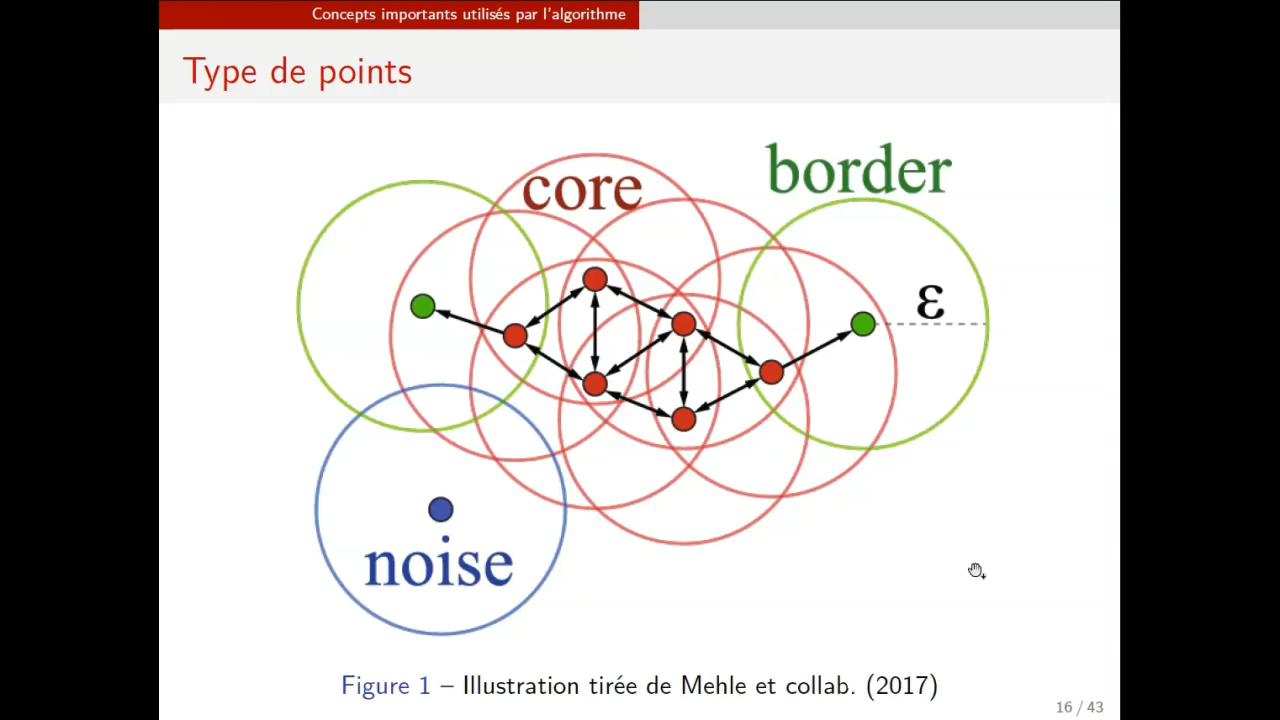 Concepts importants utilisés par l'algorithme
Type de points
core
border
ε
noise
Figure 1 – Illustration tirée de Mehle et collab. (2017)
16 / 43